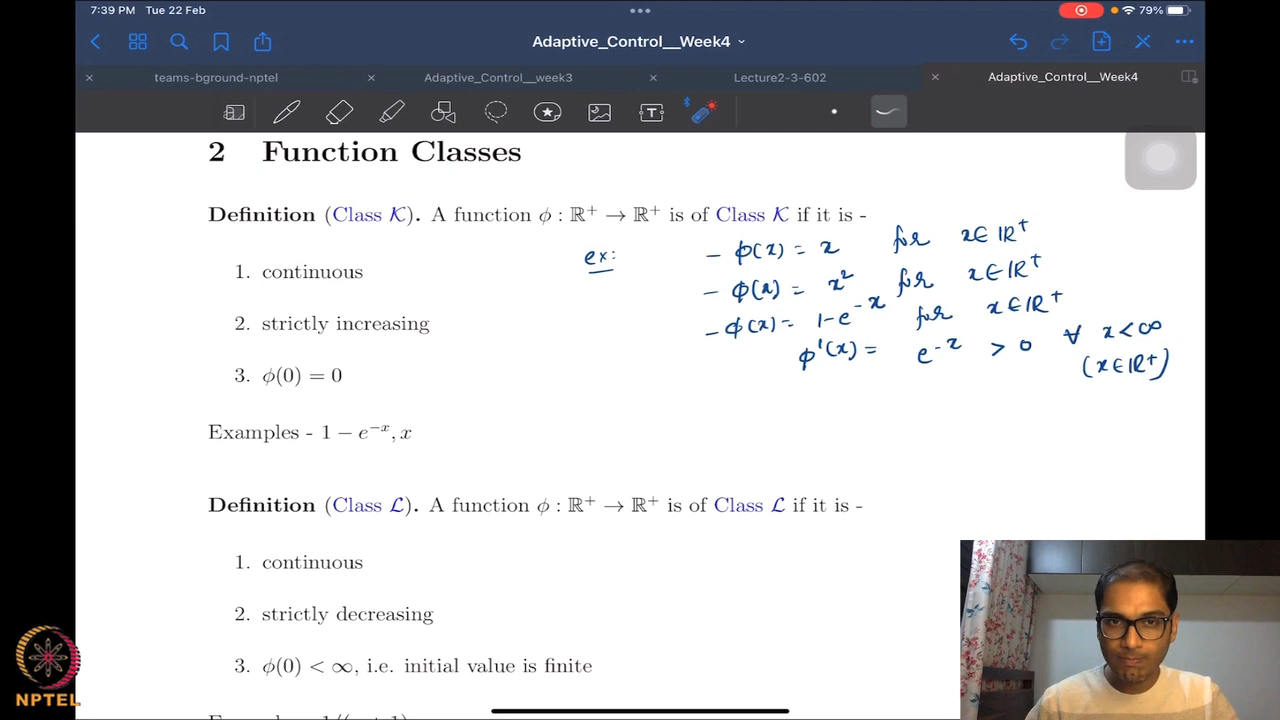 7:39 PM Tue 22 Feb
79%
Adaptive_Control__Week4
teams-bground-nptel
Adaptive_Control__week3
Lecture2-3-602
Adaptive_Control__Week4
2 Function Classes
Definition (Class 𝒦). A function ϕ : ℝ⁺ → ℝ⁺ is of Class 𝒦 if it is -
ex:
- ϕ(x) = x for x ∈ ℝ⁺
1. continuous
- ϕ(x) = x² for x ∈ ℝ⁺
2. strictly increasing
- ϕ(x) = 1-e^{-x} for x ∈ ℝ⁺
ϕ'(x) = e^{-x} > 0 ∀ x < ∞
(x ∈ ℝ⁺)
3. ϕ(0) = 0
Examples - 1 − e^{−x}, x
Definition (Class ℒ). A function ϕ : ℝ⁺ → ℝ⁺ is of Class ℒ if it is -
1. continuous
2. strictly decreasing
3. ϕ(0) < ∞, i.e. initial value is finite
NPTEL